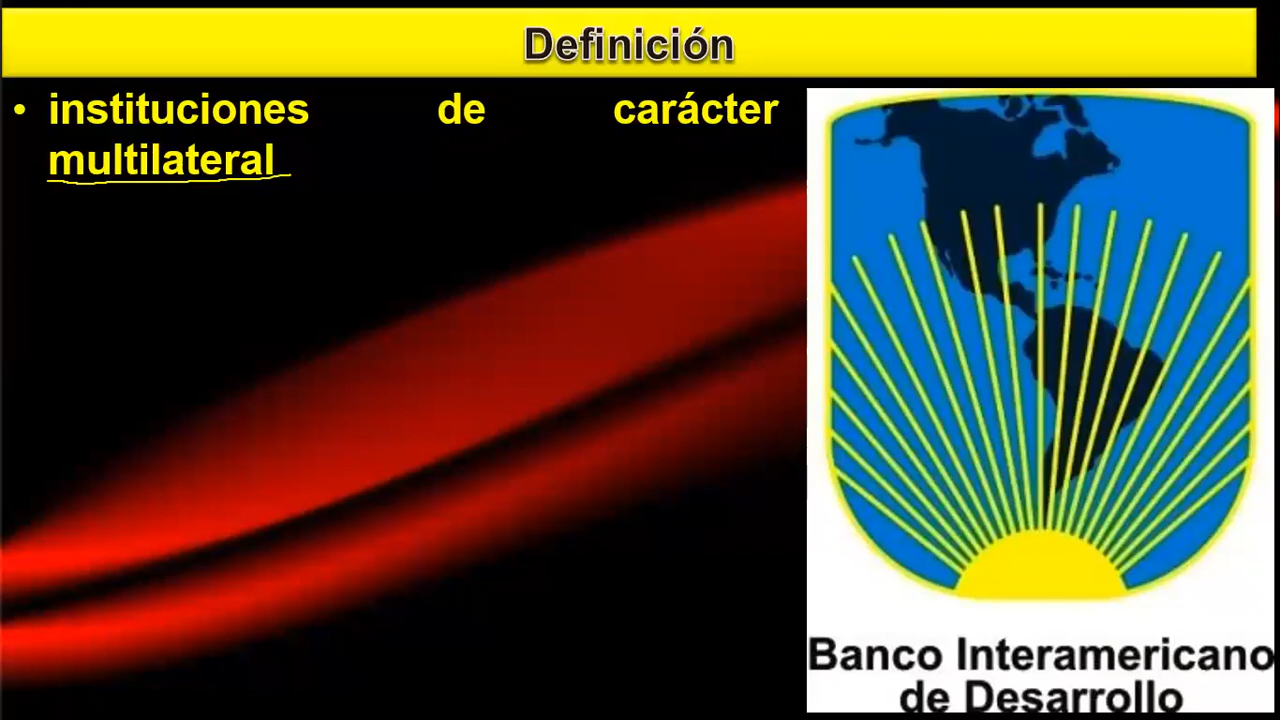 Definición
• instituciones de carácter
multilateral
Banco Interamericano
de Desarrollo